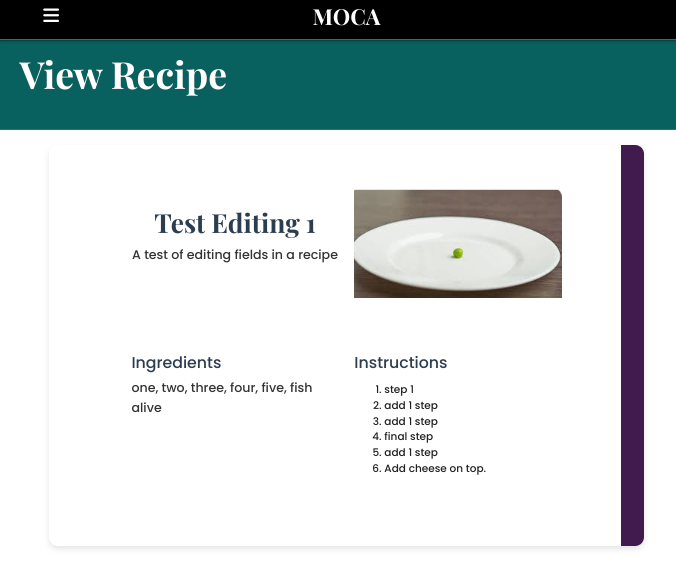 MOCA
View Recipe
Test Editing 1
A test of editing fields in a recipe
Ingredients
one, two, three, four, five, fish
alive
Instructions
1. step 1
2. add 1 step
3. add 1 step
4. final step
5. add 1 step
6. Add cheese on top.